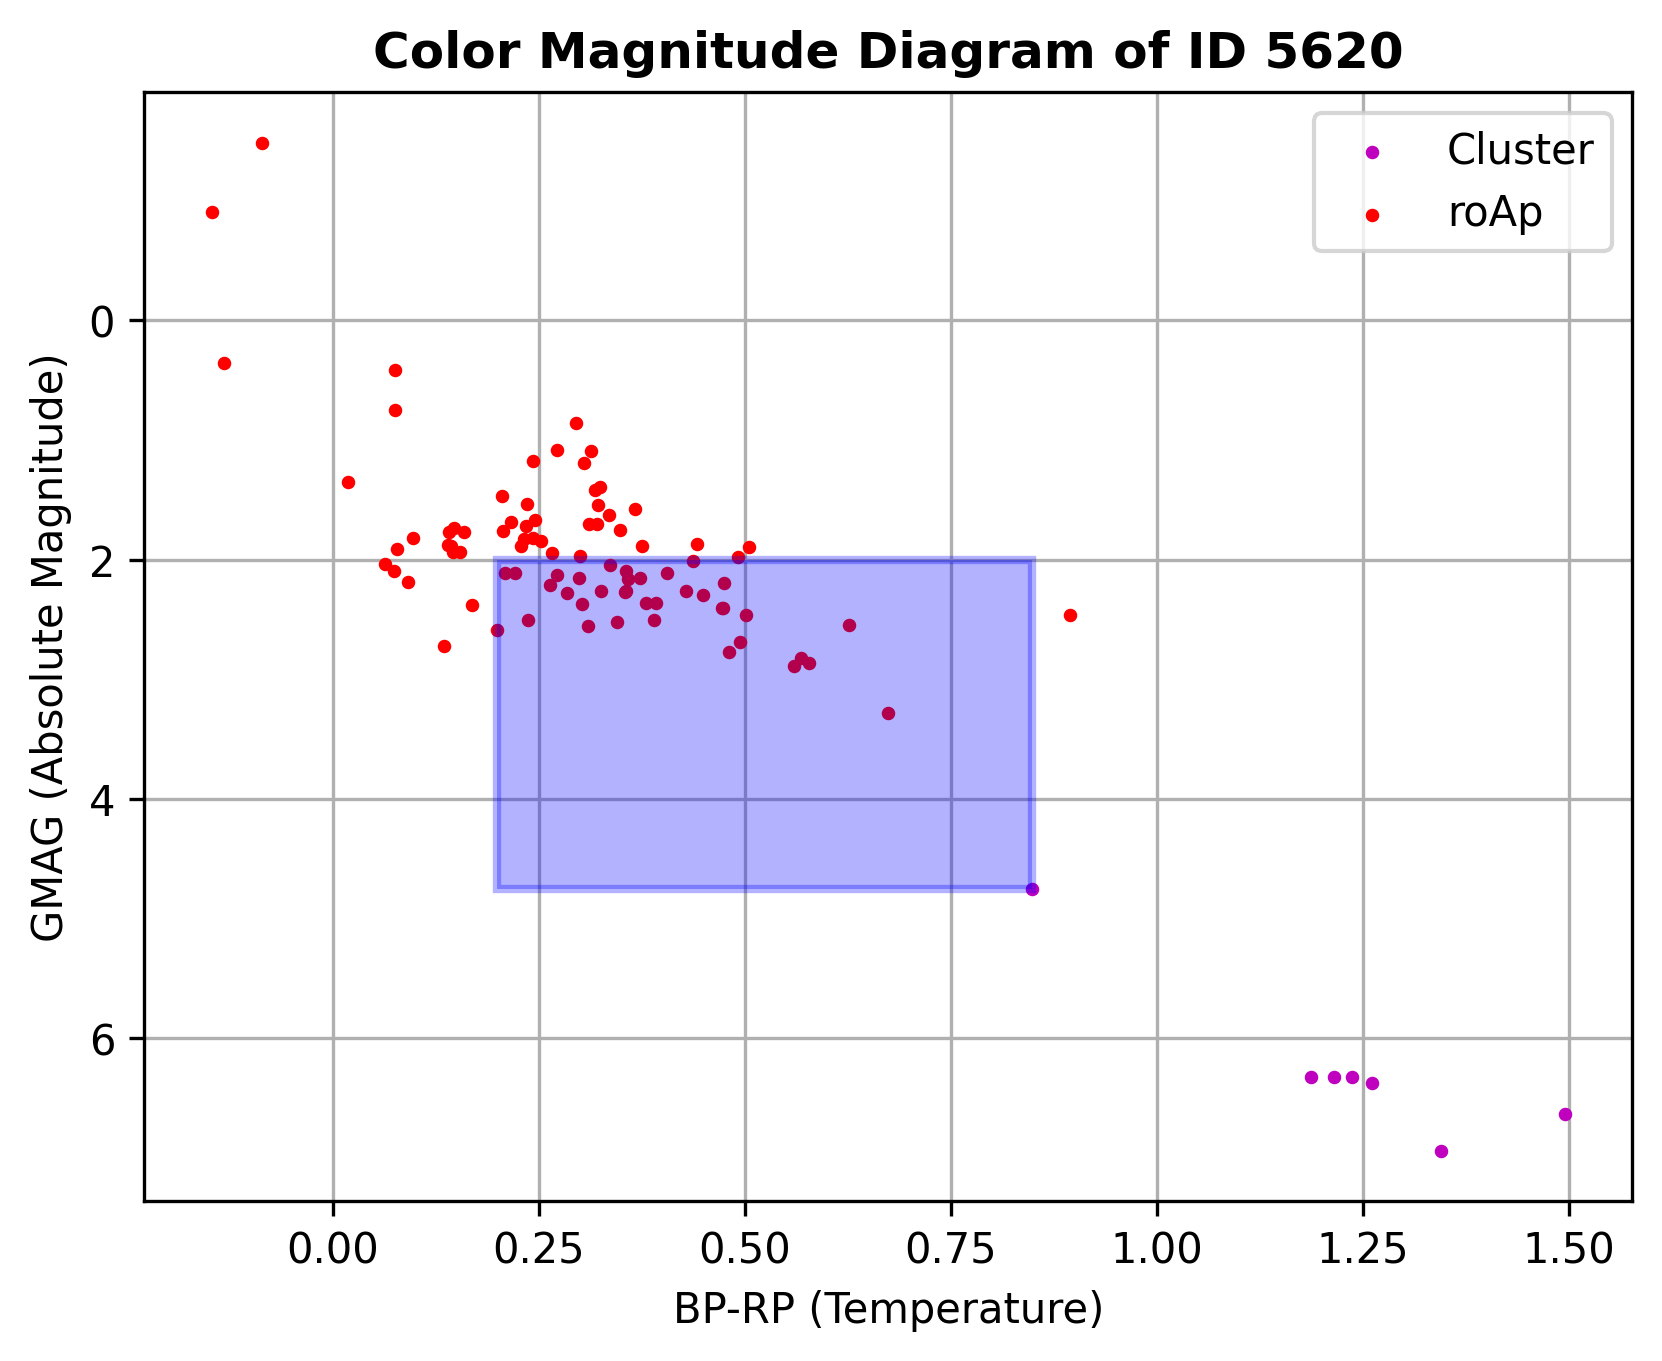 Color Magnitude Diagram of ID 5620
Cluster
roAp
GMAG (Absolute Magnitude)
0
2
4
6
0.00 0.25 0.50 0.75 1.00 1.25 1.50
BP-RP (Temperature)